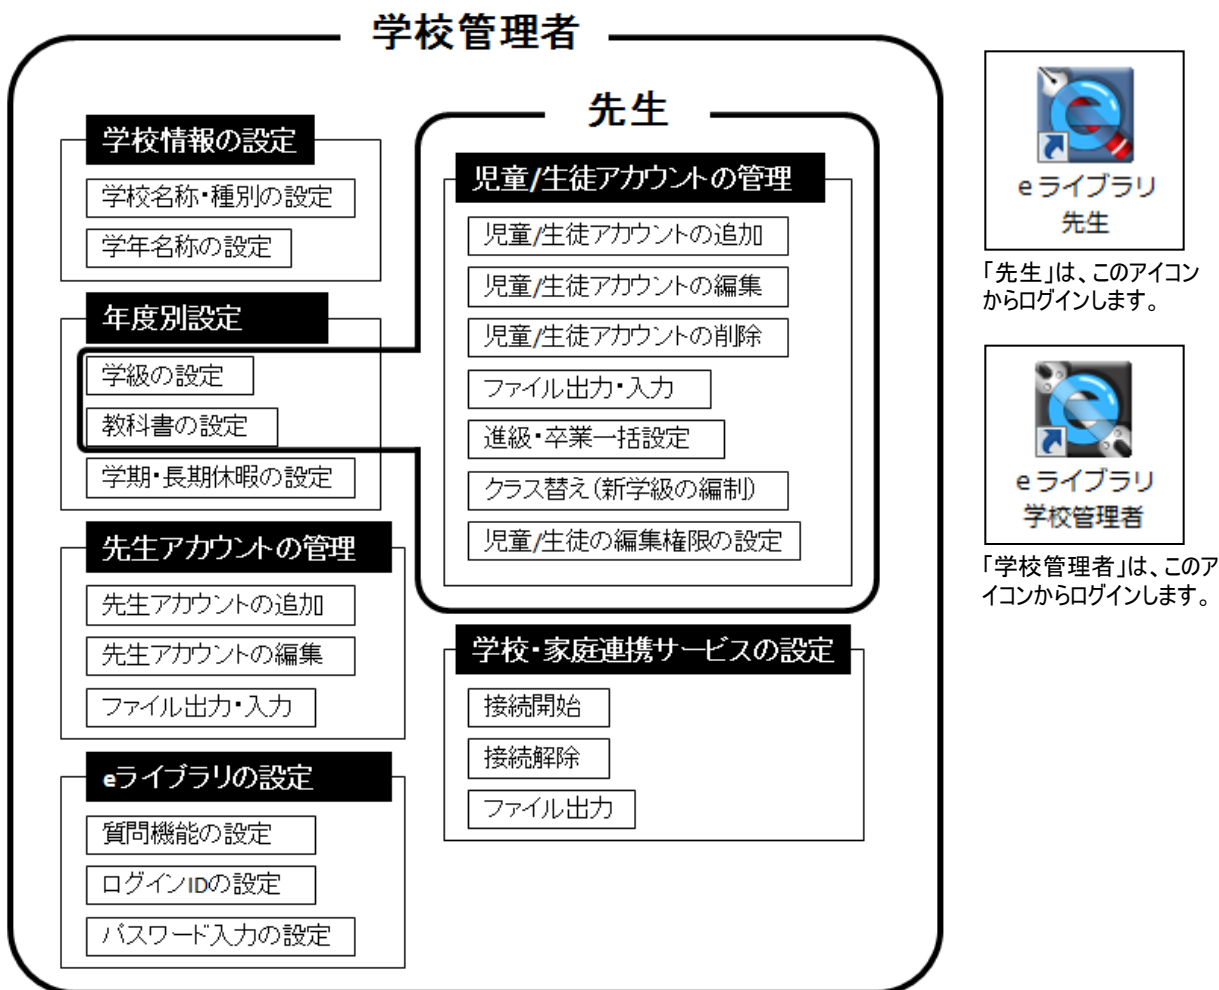 学校管理者
学校情報の設定
学校名称・種別の設定
学年名称の設定
年度別設定
学級の設定
教科書の設定
学期・長期休暇の設定
先生アカウントの管理
先生アカウントの追加
先生アカウントの編集
ファイル出力・入力
eライブラリの設定
質問機能の設定
ログインIDの設定
パスワード入力の設定
先生
児童/生徒アカウントの管理
児童/生徒アカウントの追加
児童/生徒アカウントの編集
児童/生徒アカウントの削除
ファイル出力・入力
進級・卒業一括設定
クラス替え(新学級の編制)
児童/生徒の編集権限の設定
学校・家庭連携サービスの設定
接続開始
接続解除
ファイル出力
eライブラリ
先生
「先生」は、このアイコン
からログインします。
eライブラリ
学校管理者
「学校管理者」は、このア
イコンからログインします。